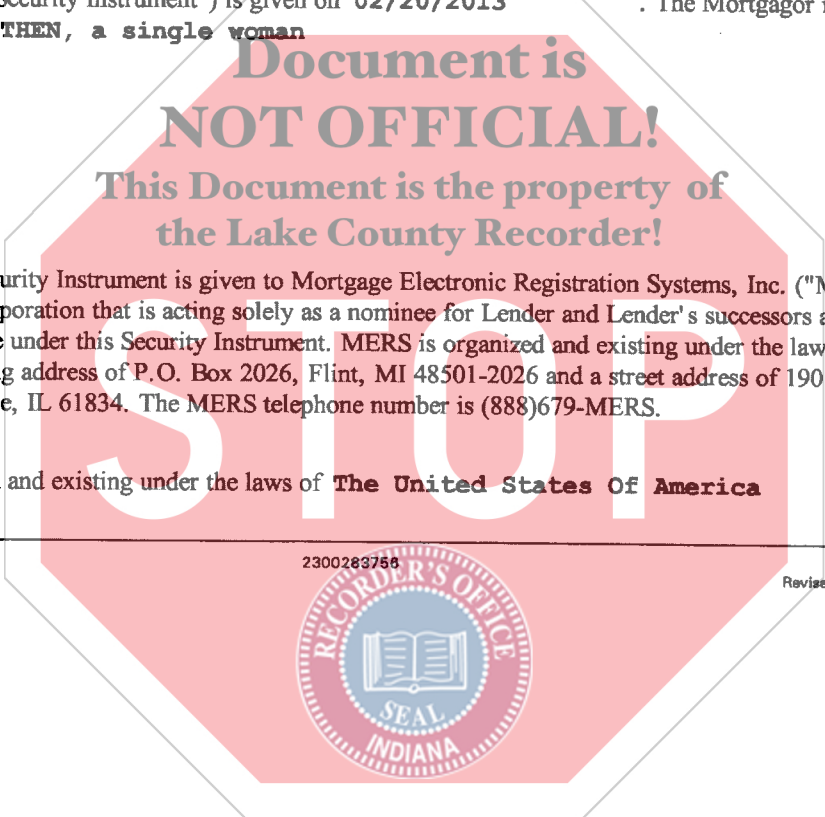 ecurity Instrument") is given on 02/20/2013 . The Mortgagor
THEN, a single woman
Document is
NOT OFFICIAL!
This Document is the property of
the Lake County Recorder!
urity Instrument is given to Mortgage Electronic Registration Systems, Inc. ("M
poration that is acting solely as a nominee for Lender and Lender's successors a
under this Security Instrument. MERS is organized and existing under the law
g address of P.O. Box 2026, Flint, MI 48501-2026 and a street address of 190
e, IL 61834. The MERS telephone number is (888)679-MERS.
STOP
and existing under the laws of The United States Of America
2300283756
Revise
RECORDER'S OFFICE
SEAL
INDIANA